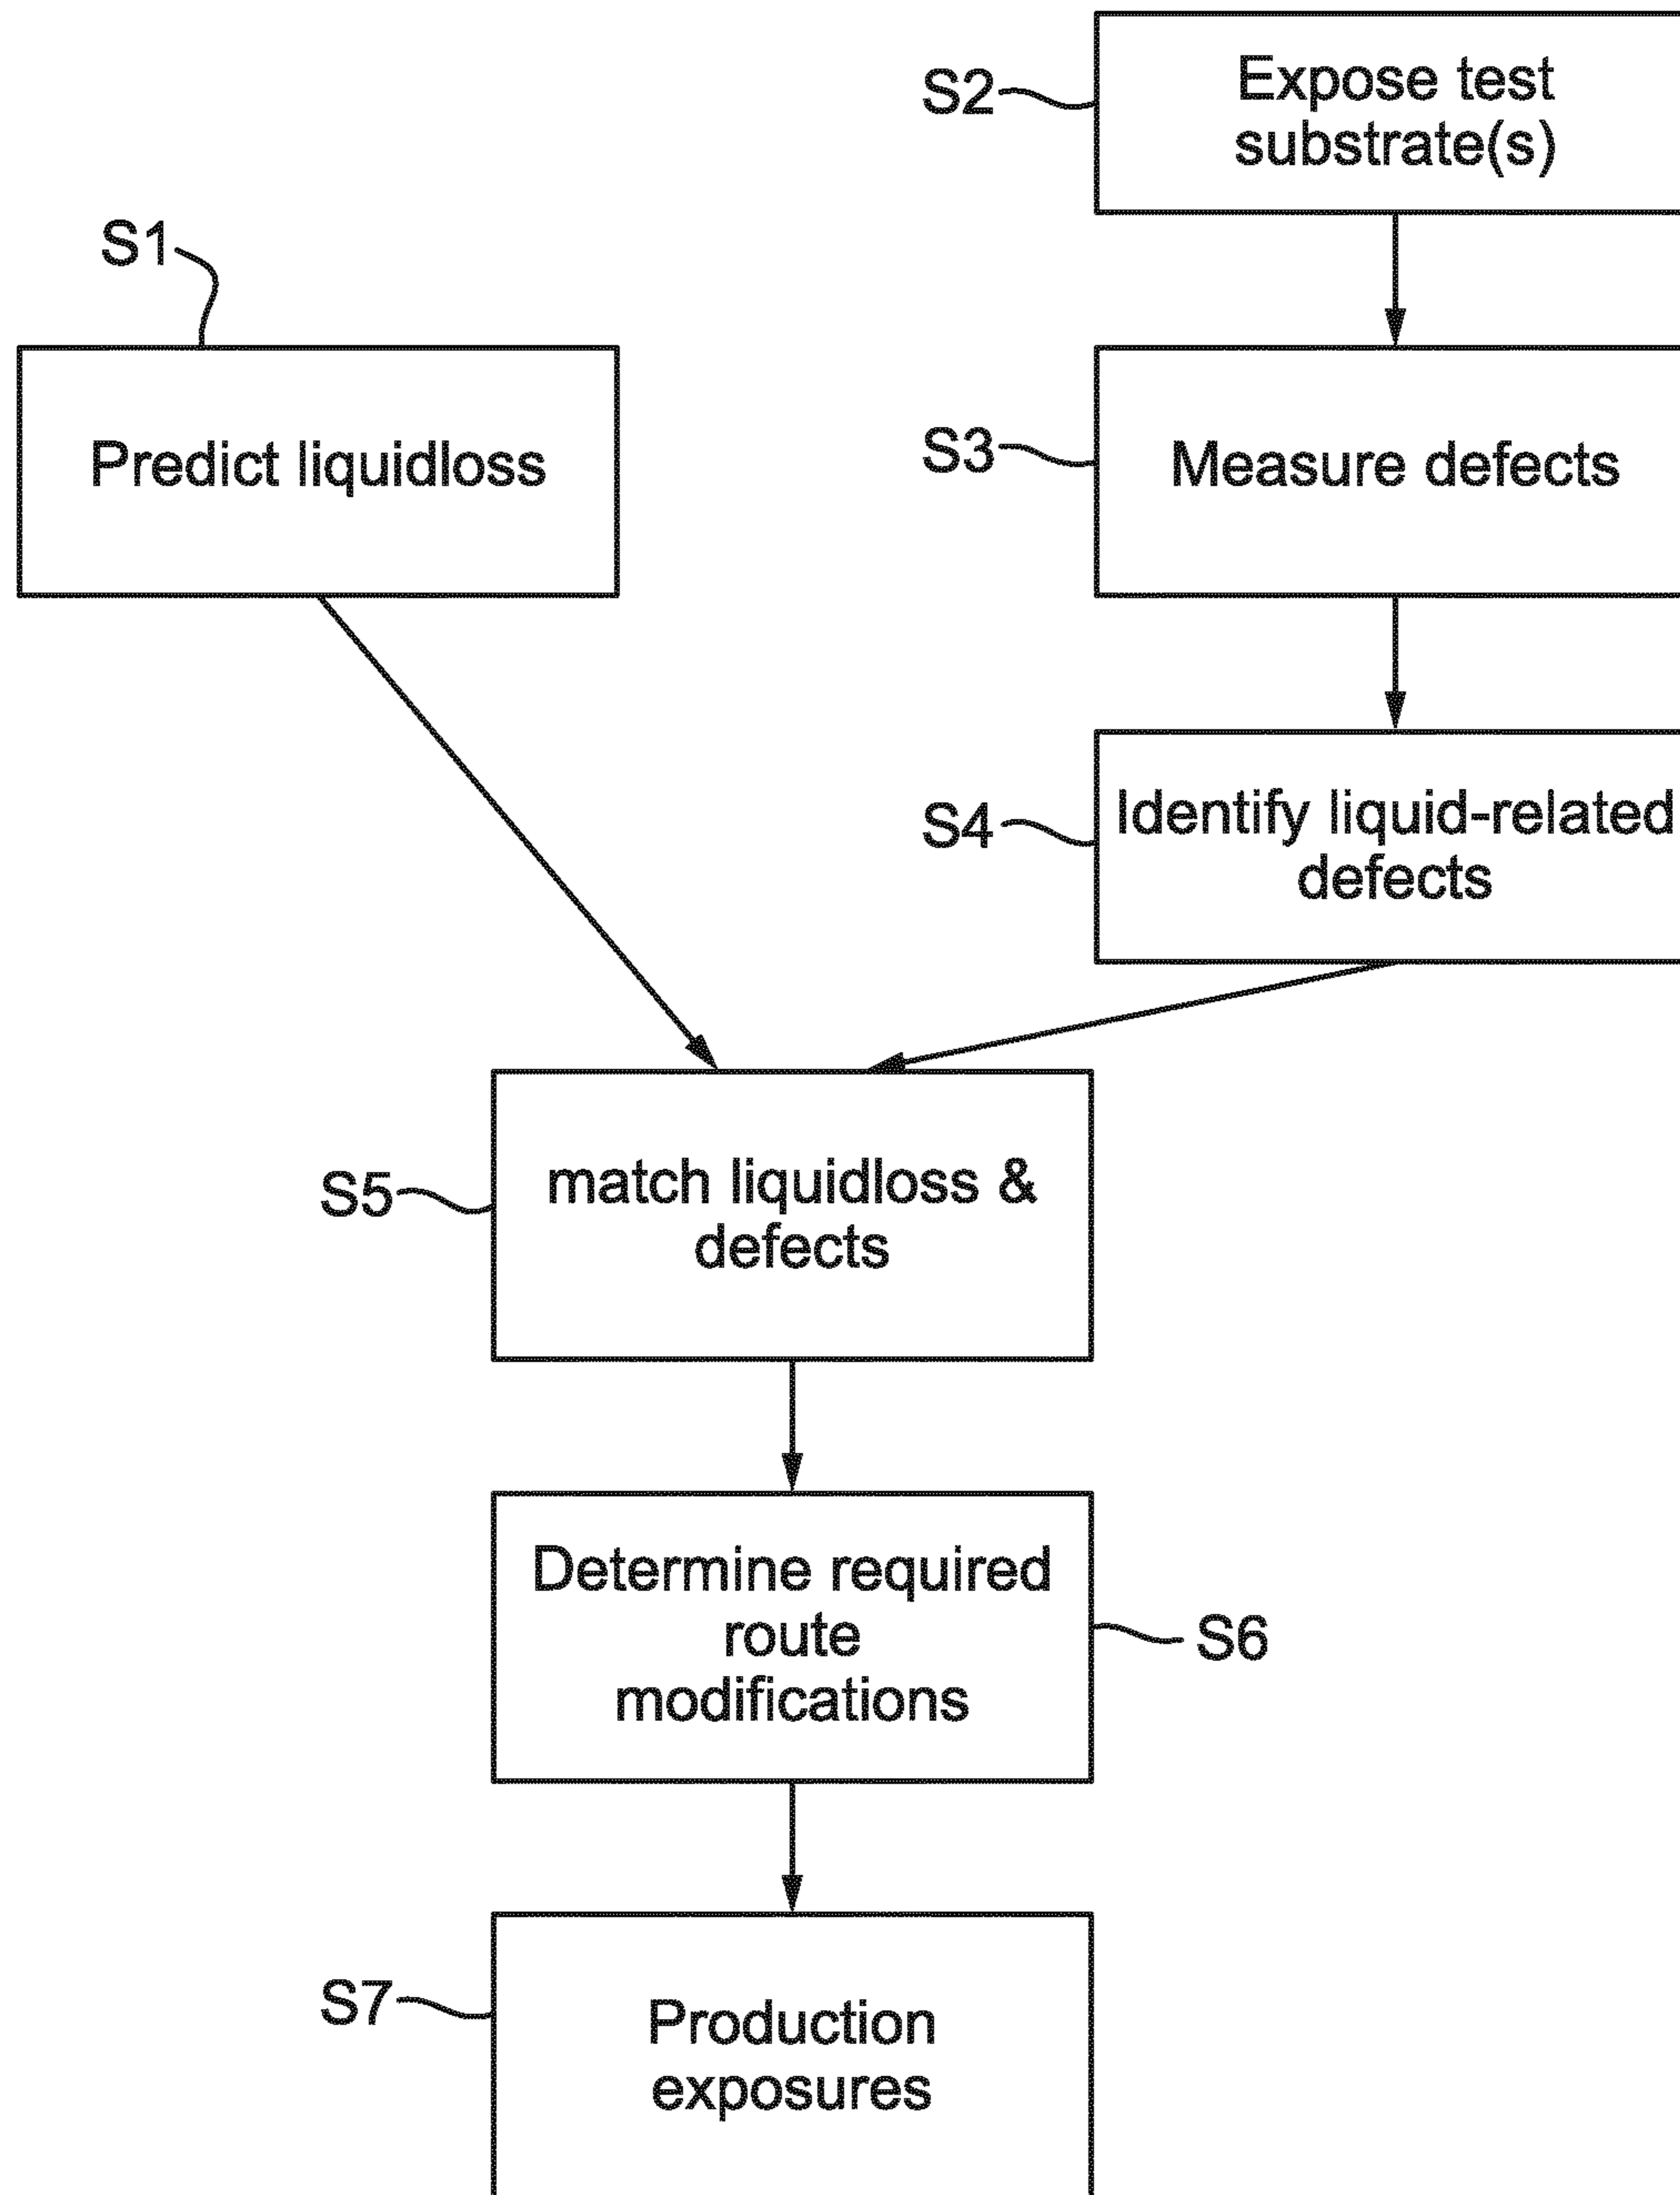 S2
Expose test
substrate(s)
S1
Predict liquidloss
S3
Measure defects
S4
Identify liquid-related
defects
S5
match liquidloss &
defects
Determine required
route
modifications
S6
S7
Production
exposures